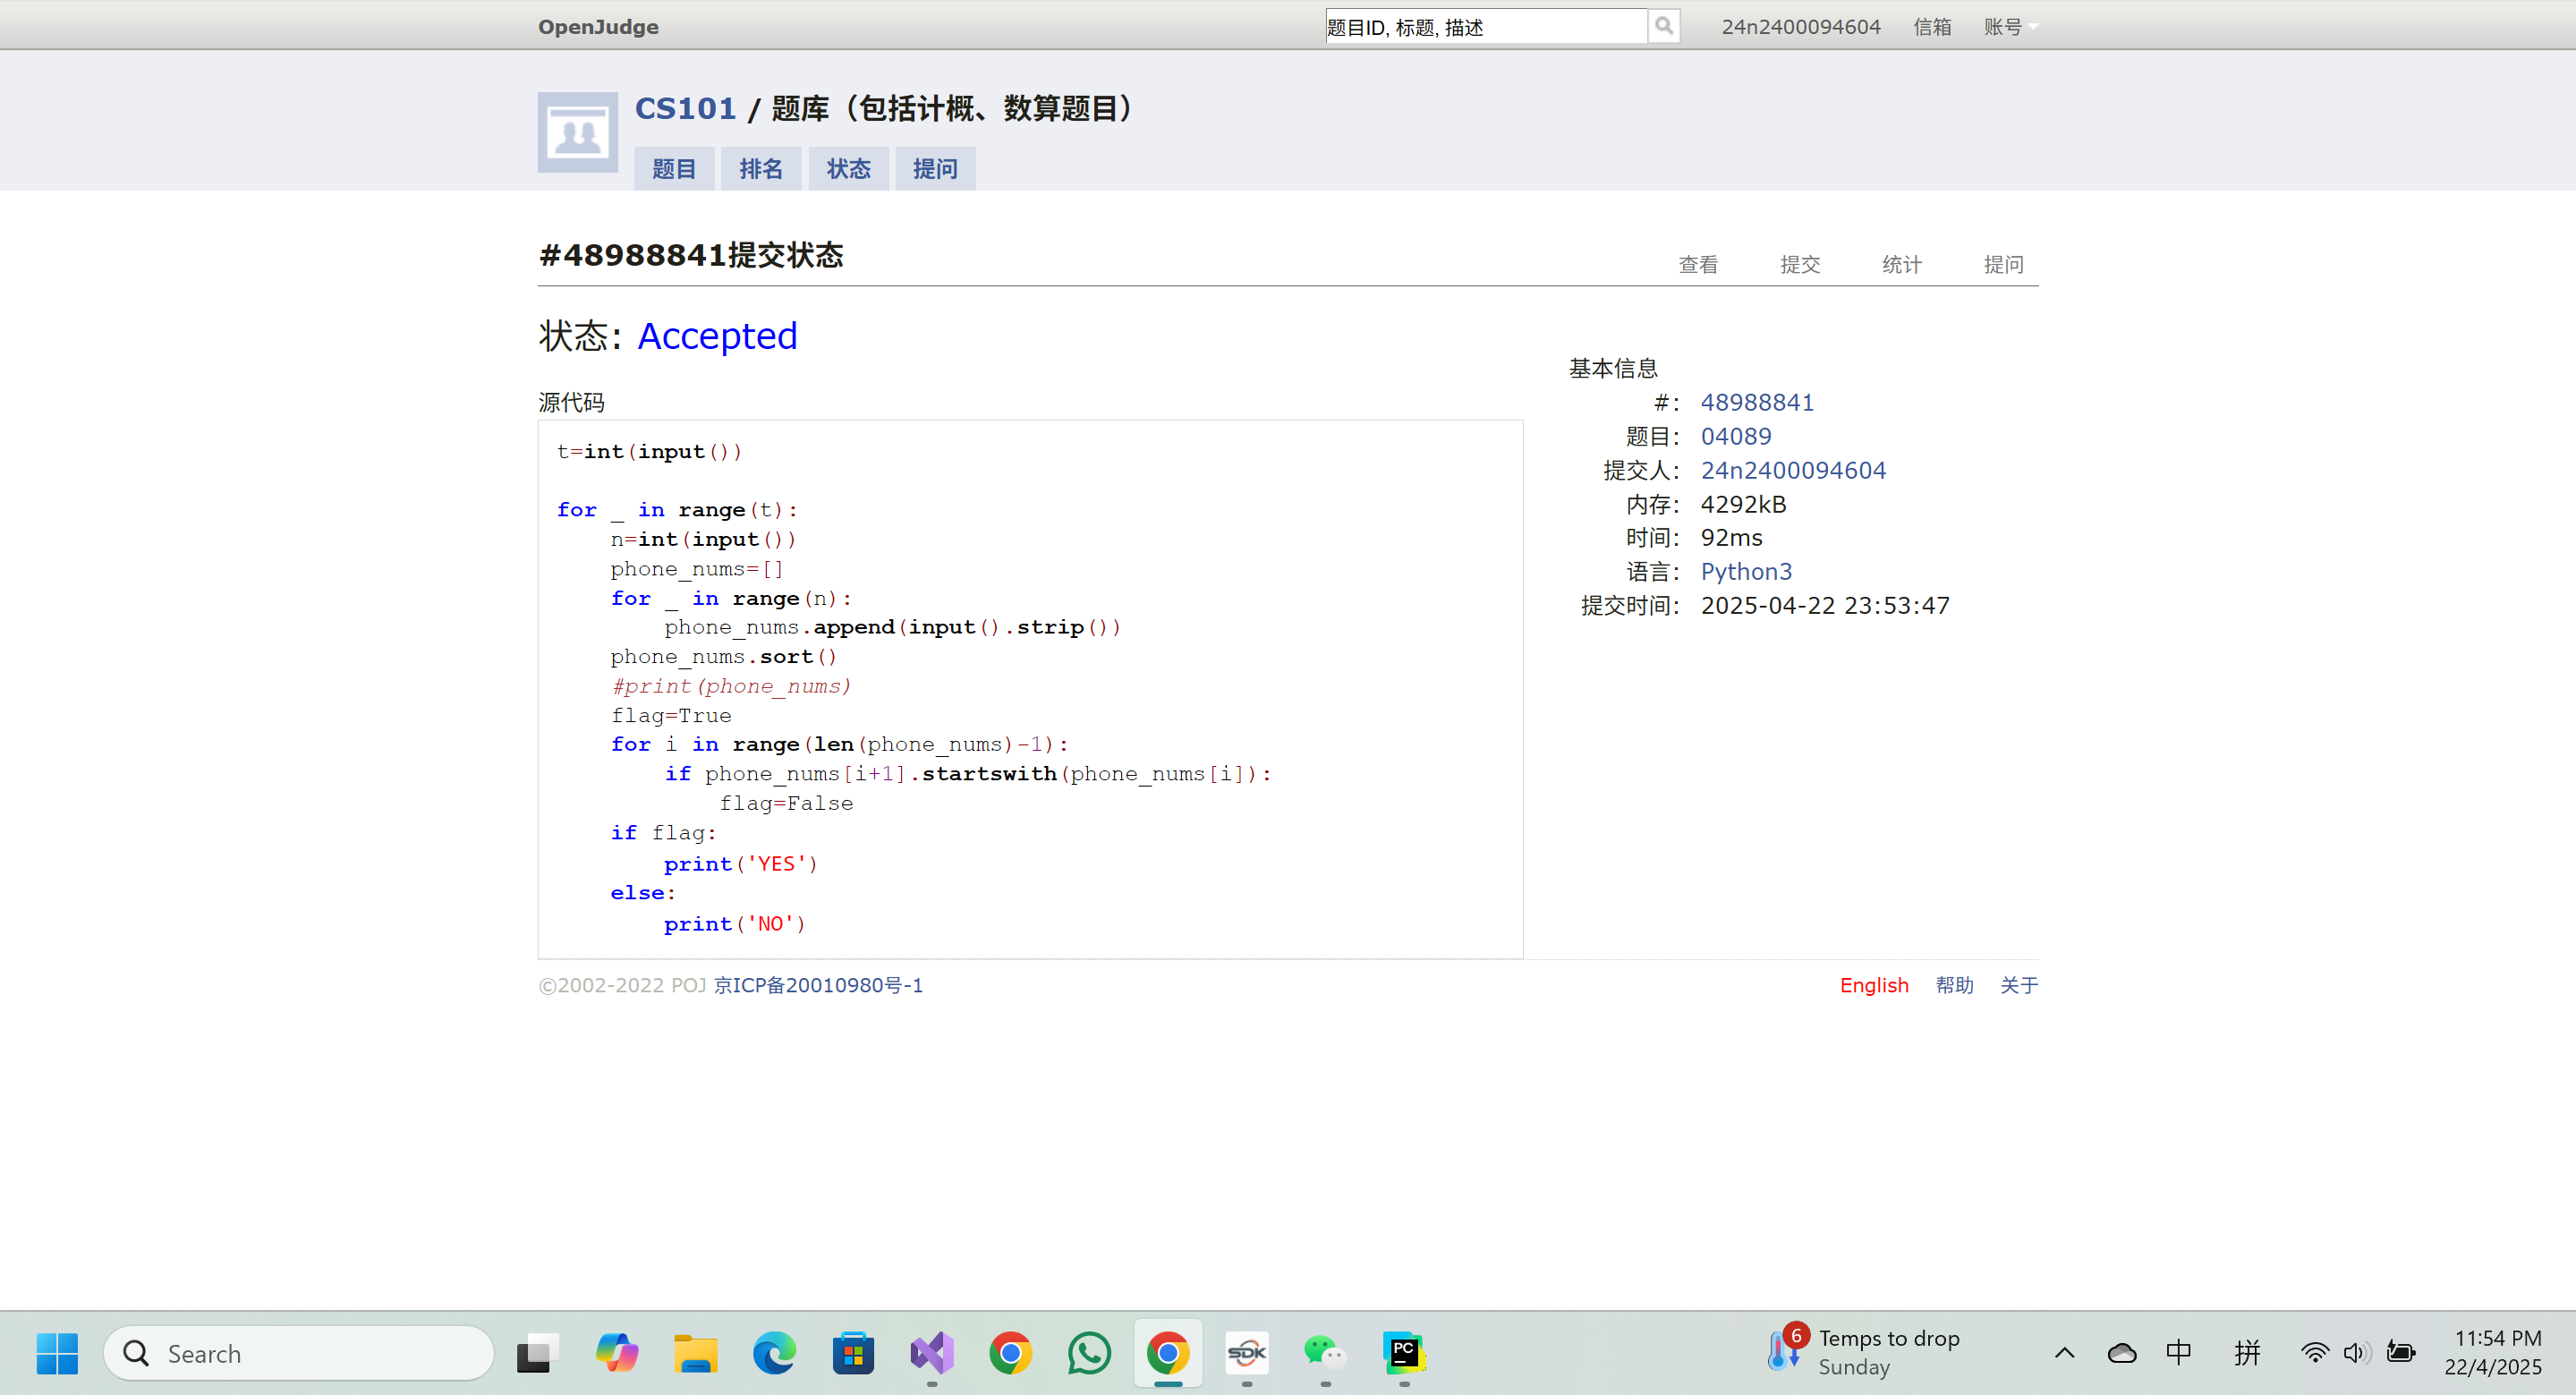 OpenJudge
题目ID, 标题, 描述
24n2400094604
信箱
账号
CS101 / 题库（包括计概、数算题目）
题目
排名
状态
提问
#48988841提交状态
查看
提交
统计
提问
状态: Accepted
源代码
t=int(input())
for _ in range(t):
    n=int(input())
    phone_nums=[]
    for _ in range(n):
        phone_nums.append(input().strip())
    phone_nums.sort()
    #print(phone_nums)
    flag=True
    for i in range(len(phone_nums)-1):
        if phone_nums[i+1].startswith(phone_nums[i]):
            flag=False
    if flag:
        print('YES')
    else:
        print('NO')
基本信息
#: 48988841
题目: 04089
提交人: 24n2400094604
内存: 4292kB
时间: 92ms
语言: Python3
提交时间: 2025-04-22 23:53:47
©2002-2022 POJ 京ICP备20010980号-1
English
帮助
关于
Search
SDK
PC
6
Temps to drop
Sunday
中
拼
11:54 PM
22/4/2025